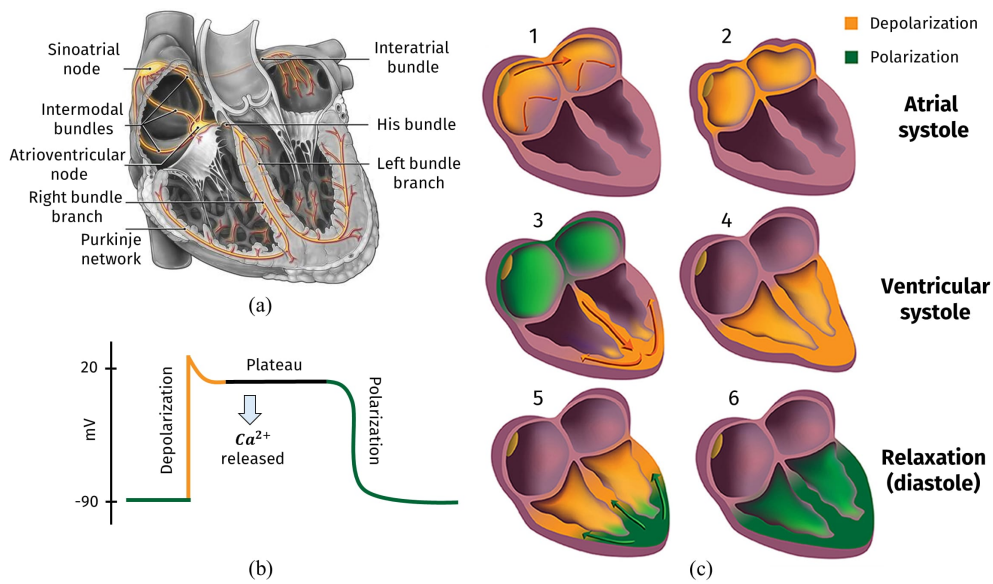 Sinoatrial
node
Intermodal
bundles
Atrioventricular
node
Right bundle
branch
Purkinje
network
Interatrial
bundle
His bundle
Left bundle
branch
(a)
20
mV
-90
Depolarization
Plateau
Ca²⁺
released
Polarization
(b)
Depolarization
Polarization
1
2
Atrial
systole
3
4
Ventricular
systole
5
6
Relaxation
(diastole)
(c)